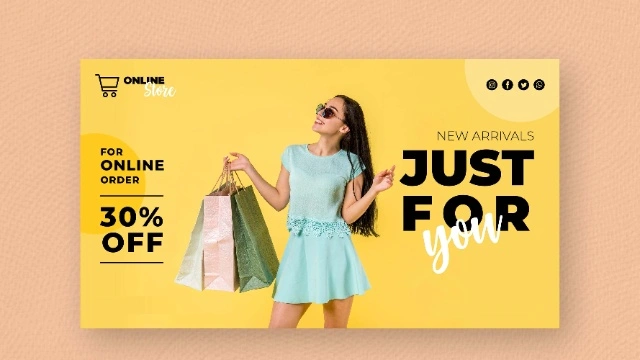 ONLINE
Store
FOR
ONLINE
ORDER
30%
OFF
NEW ARRIVALS
JUST
FOR
you